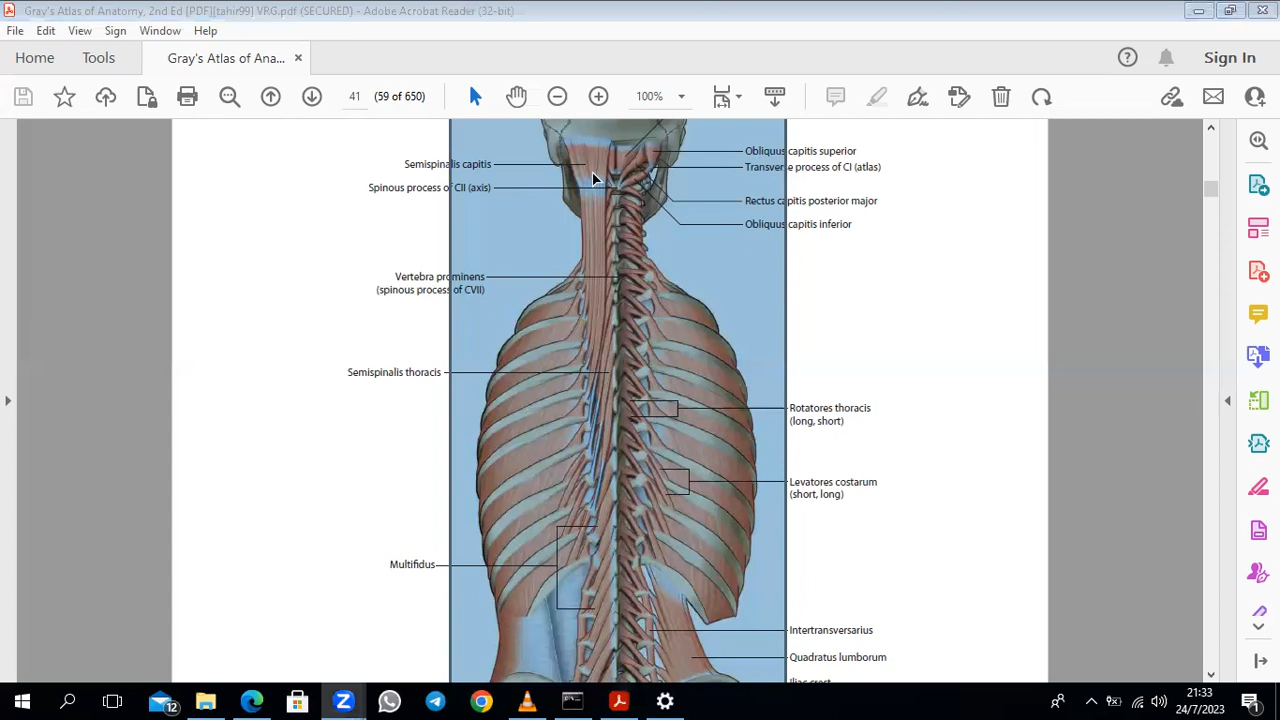 Gray's Atlas of Anatomy, 2nd Ed [PDF][tahir99] VRG.pdf (SECURED) - Adobe Acrobat Reader (32-bit)
File Edit View Sign Window Help
Home Tools Gray's Atlas of Ana... × Sign In
41 (59 of 650) 100%
Semispinalis capitis
Spinous process of CII (axis)
Vertebra prominens
(spinous process of CVII)
Semispinalis thoracis
Multifidus
Obliquus capitis superior
Transverse process of CI (atlas)
Rectus capitis posterior major
Obliquus capitis inferior
Rotatores thoracis
(long, short)
Levatores costarum
(short, long)
Intertransversarius
Quadratus lumborum
Iliac crest
12
21:33
24/7/2023
1